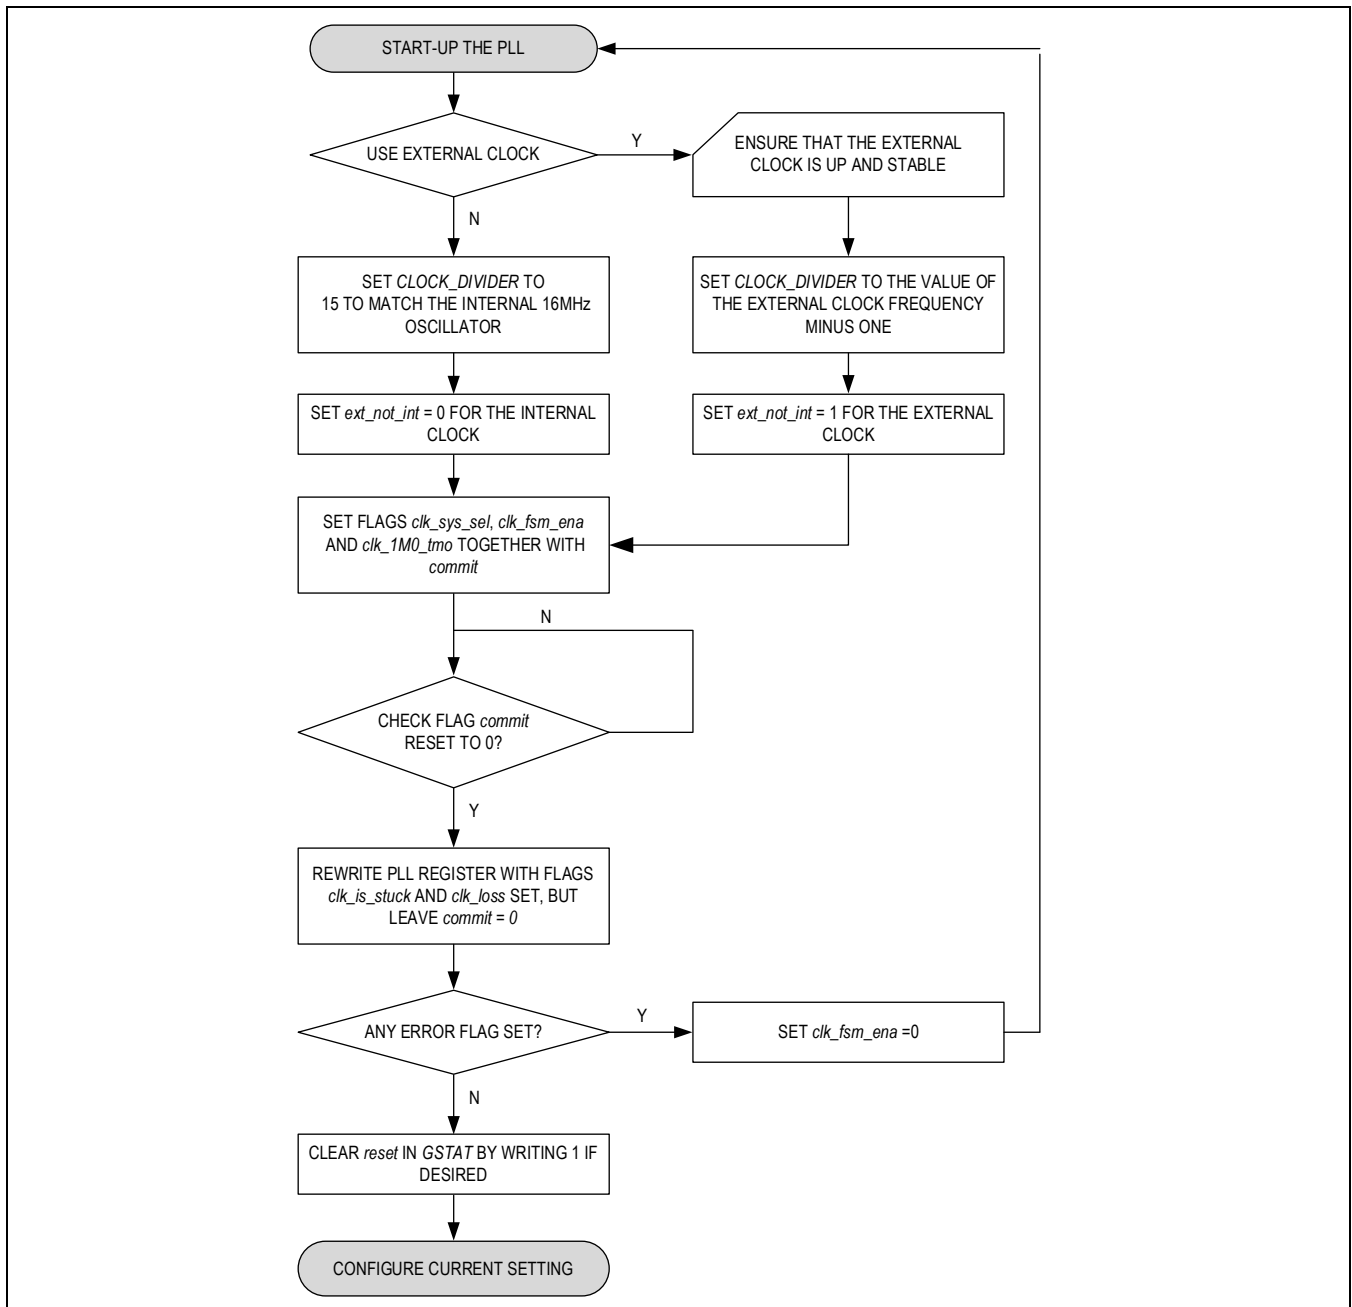 START-UP THE PLL
USE EXTERNAL CLOCK
Y
ENSURE THAT THE EXTERNAL
CLOCK IS UP AND STABLE
N
SET CLOCK_DIVIDER TO
15 TO MATCH THE INTERNAL 16MHz
OSCILLATOR
SET CLOCK_DIVIDER TO THE VALUE OF
THE EXTERNAL CLOCK FREQUENCY
MINUS ONE
SET ext_not_int = 0 FOR THE INTERNAL
CLOCK
SET ext_not_int = 1 FOR THE EXTERNAL
CLOCK
SET FLAGS clk_sys_sel, clk_fsm_ena
AND clk_1M0_tmo TOGETHER WITH
commit
N
CHECK FLAG commit
RESET TO 0?
Y
REWRITE PLL REGISTER WITH FLAGS
clk_is_stuck AND clk_loss SET, BUT
LEAVE commit = 0
ANY ERROR FLAG SET?
Y
SET clk_fsm_ena =0
N
CLEAR reset IN GSTAT BY WRITING 1 IF
DESIRED
CONFIGURE CURRENT SETTING